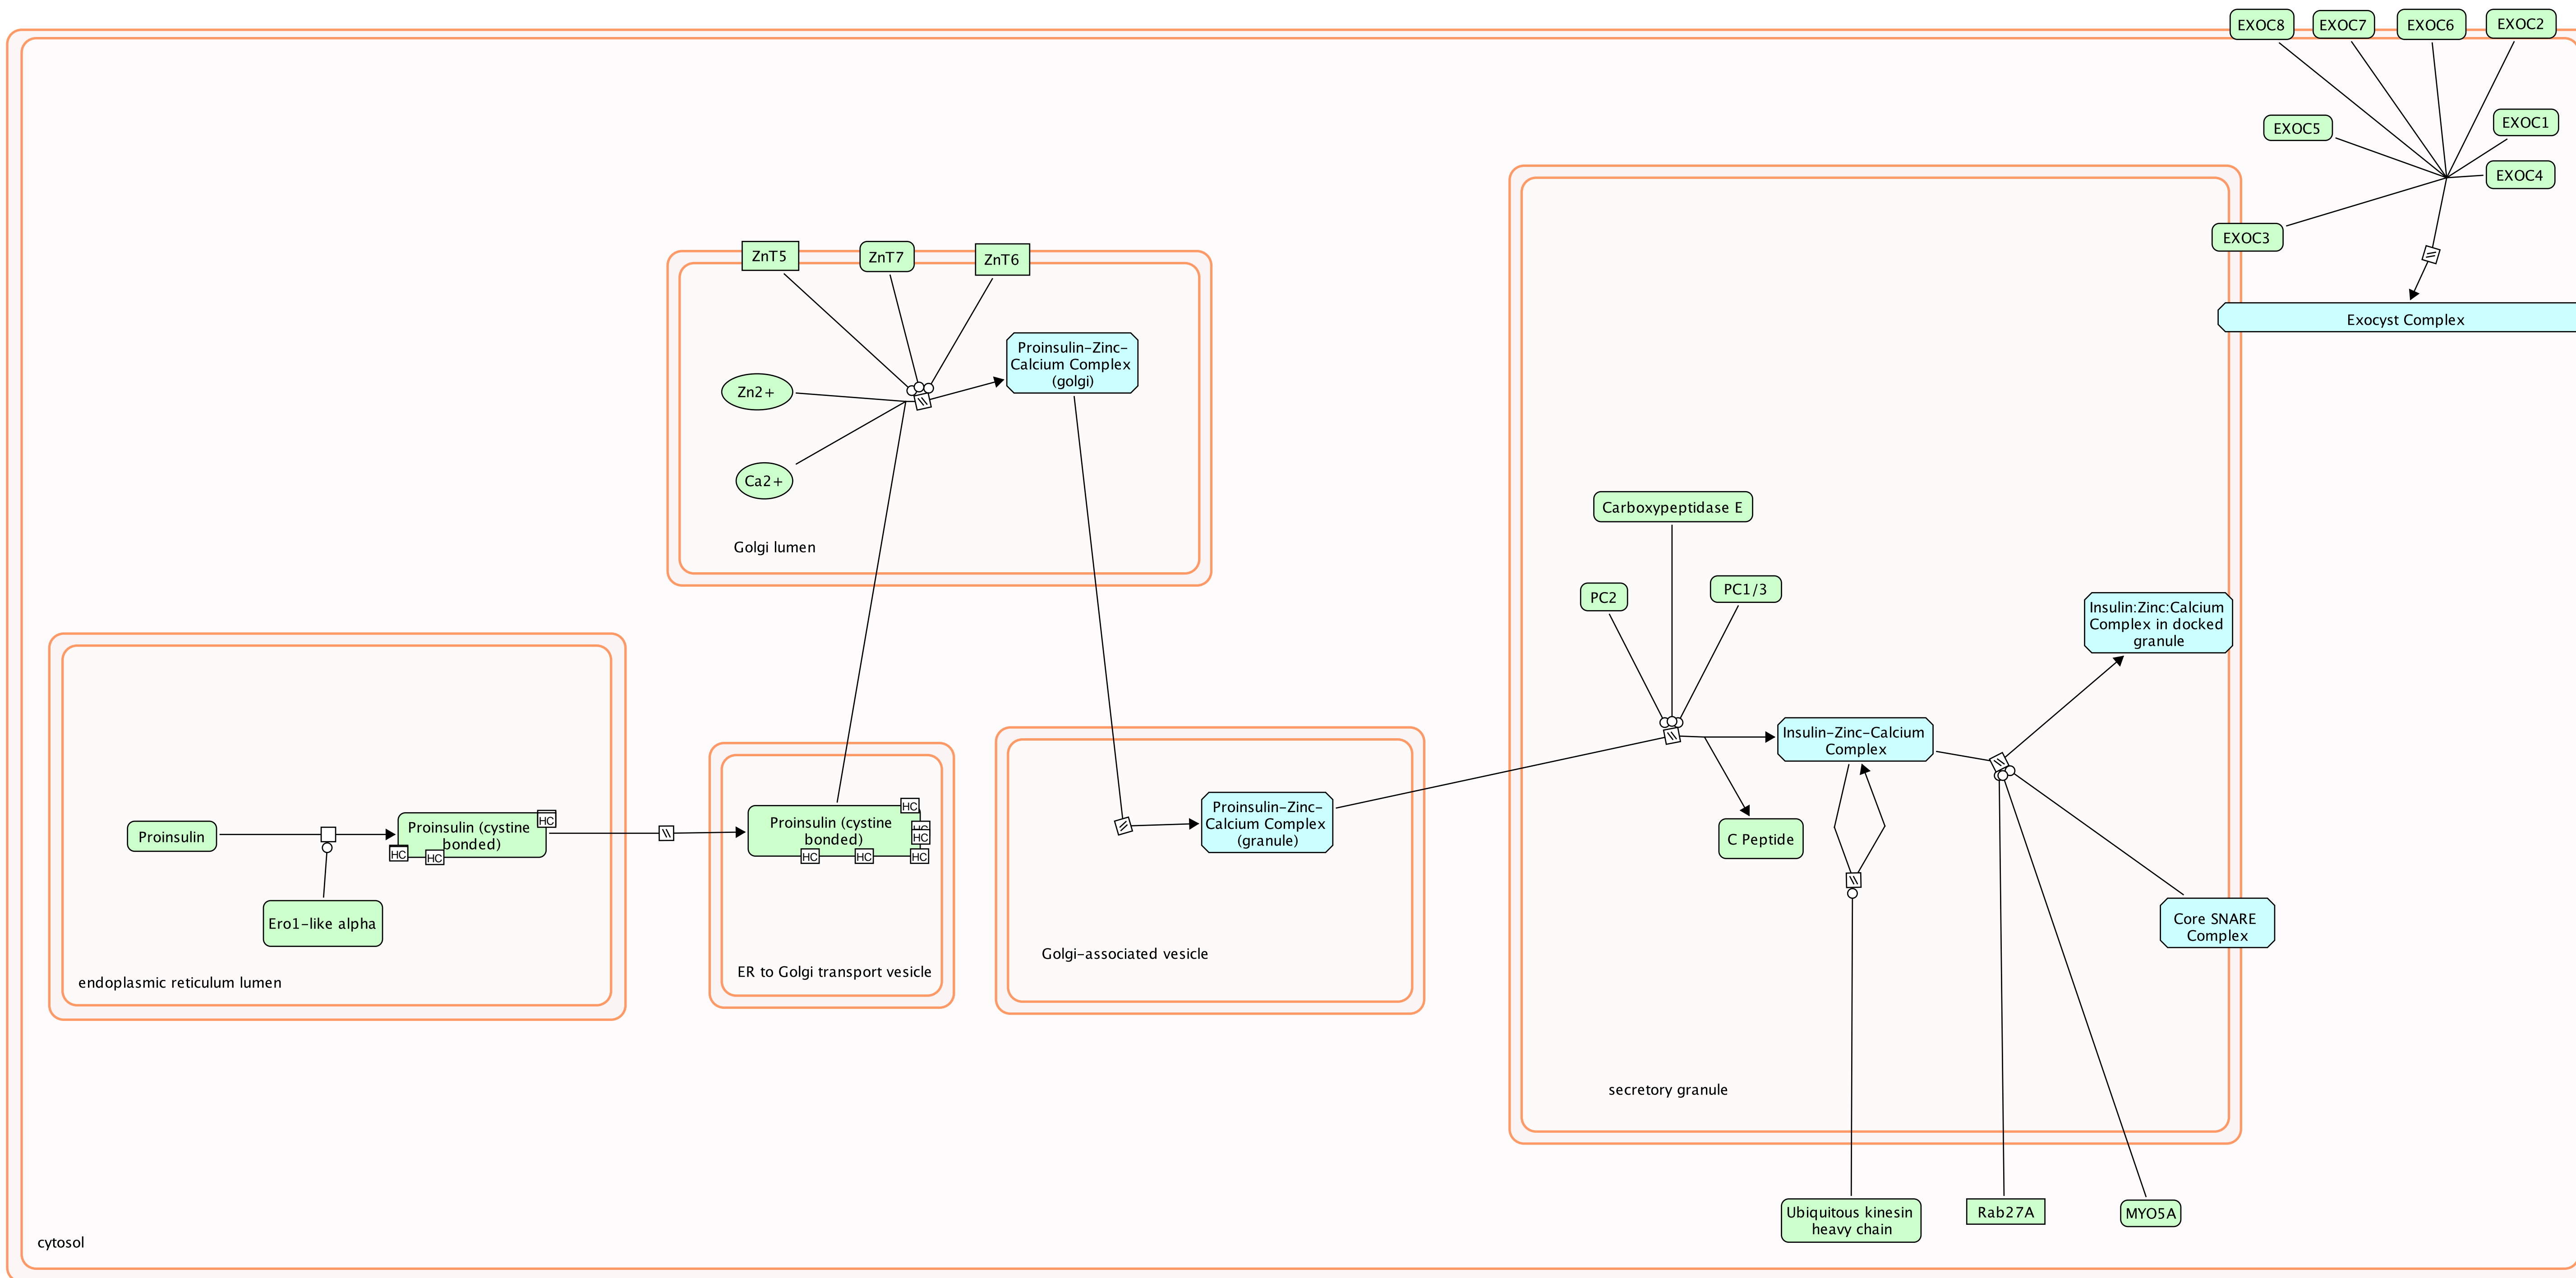 EXOC8
EXOC7
EXOC6
EXOC2
EXOC5
EXOC1
EXOC4
EXOC3
Exocyst Complex
ZnT5
ZnT7
ZnT6
Proinsulin-Zinc-
Calcium Complex
(golgi)
Zn2+
Ca2+
Golgi lumen
Carboxypeptidase E
PC2
PC1/3
Insulin:Zinc:Calcium
Complex in docked
granule
Insulin-Zinc-Calcium
Complex
C Peptide
Core SNARE
Complex
secretory granule
Proinsulin
Proinsulin (cystine
bonded)
HC
HC
HC
Ero1-like alpha
endoplasmic reticulum lumen
Proinsulin (cystine
bonded)
HC
HC
HC
HC
HC
HC
ER to Golgi transport vesicle
Proinsulin-Zinc-
Calcium Complex
(granule)
Golgi-associated vesicle
Ubiquitous kinesin
heavy chain
Rab27A
MYO5A
cytosol